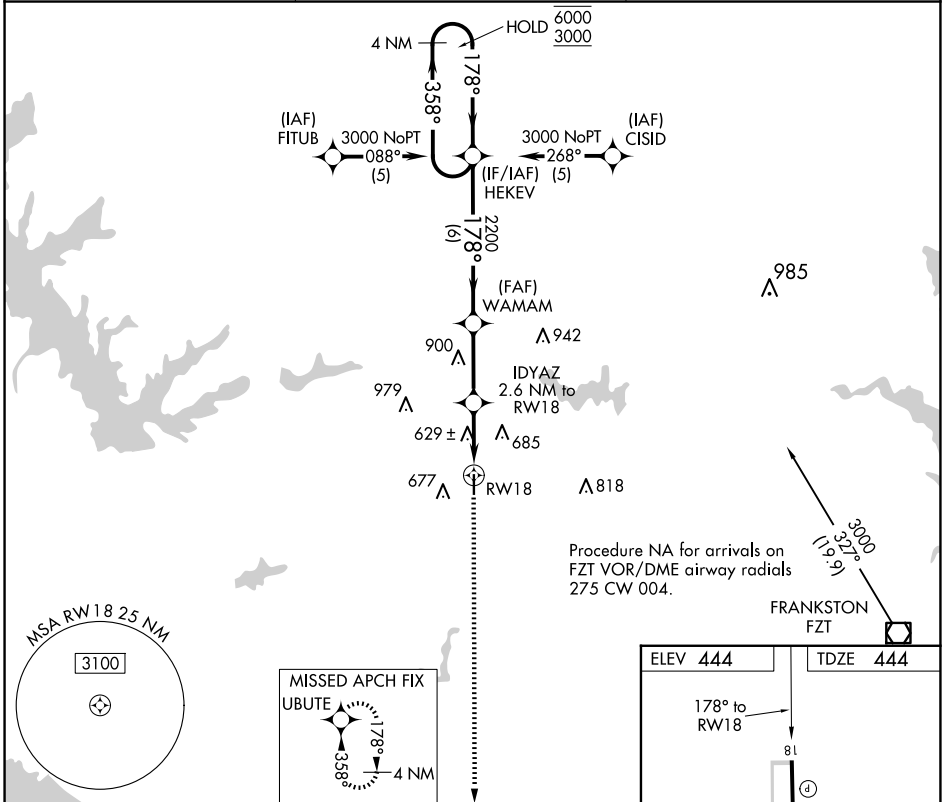 HOLD 6000
3000
4 NM
178°
358°
(IAF)
FITUB
3000 NoPT
088°
(5)
(IAF)
CISID
3000 NoPT
268°
(5)
(IF/IAF)
HEKEV
2200
178°
(6)
(FAF)
WAMAM
985
942
900
IDYAZ
2.6 NM to
RW18
979
629 ±
685
677
RW18
818
3000
327°
(19.9)
Procedure NA for arrivals on
FZT VOR/DME airway radials
275 CW 004.
FRANKSTON
FZT
MSA RW18 25 NM
3100
MISSED APCH FIX
UBUTE
178°
358°
4 NM
ELEV 444
TDZE 444
178° to
RW18
18
P